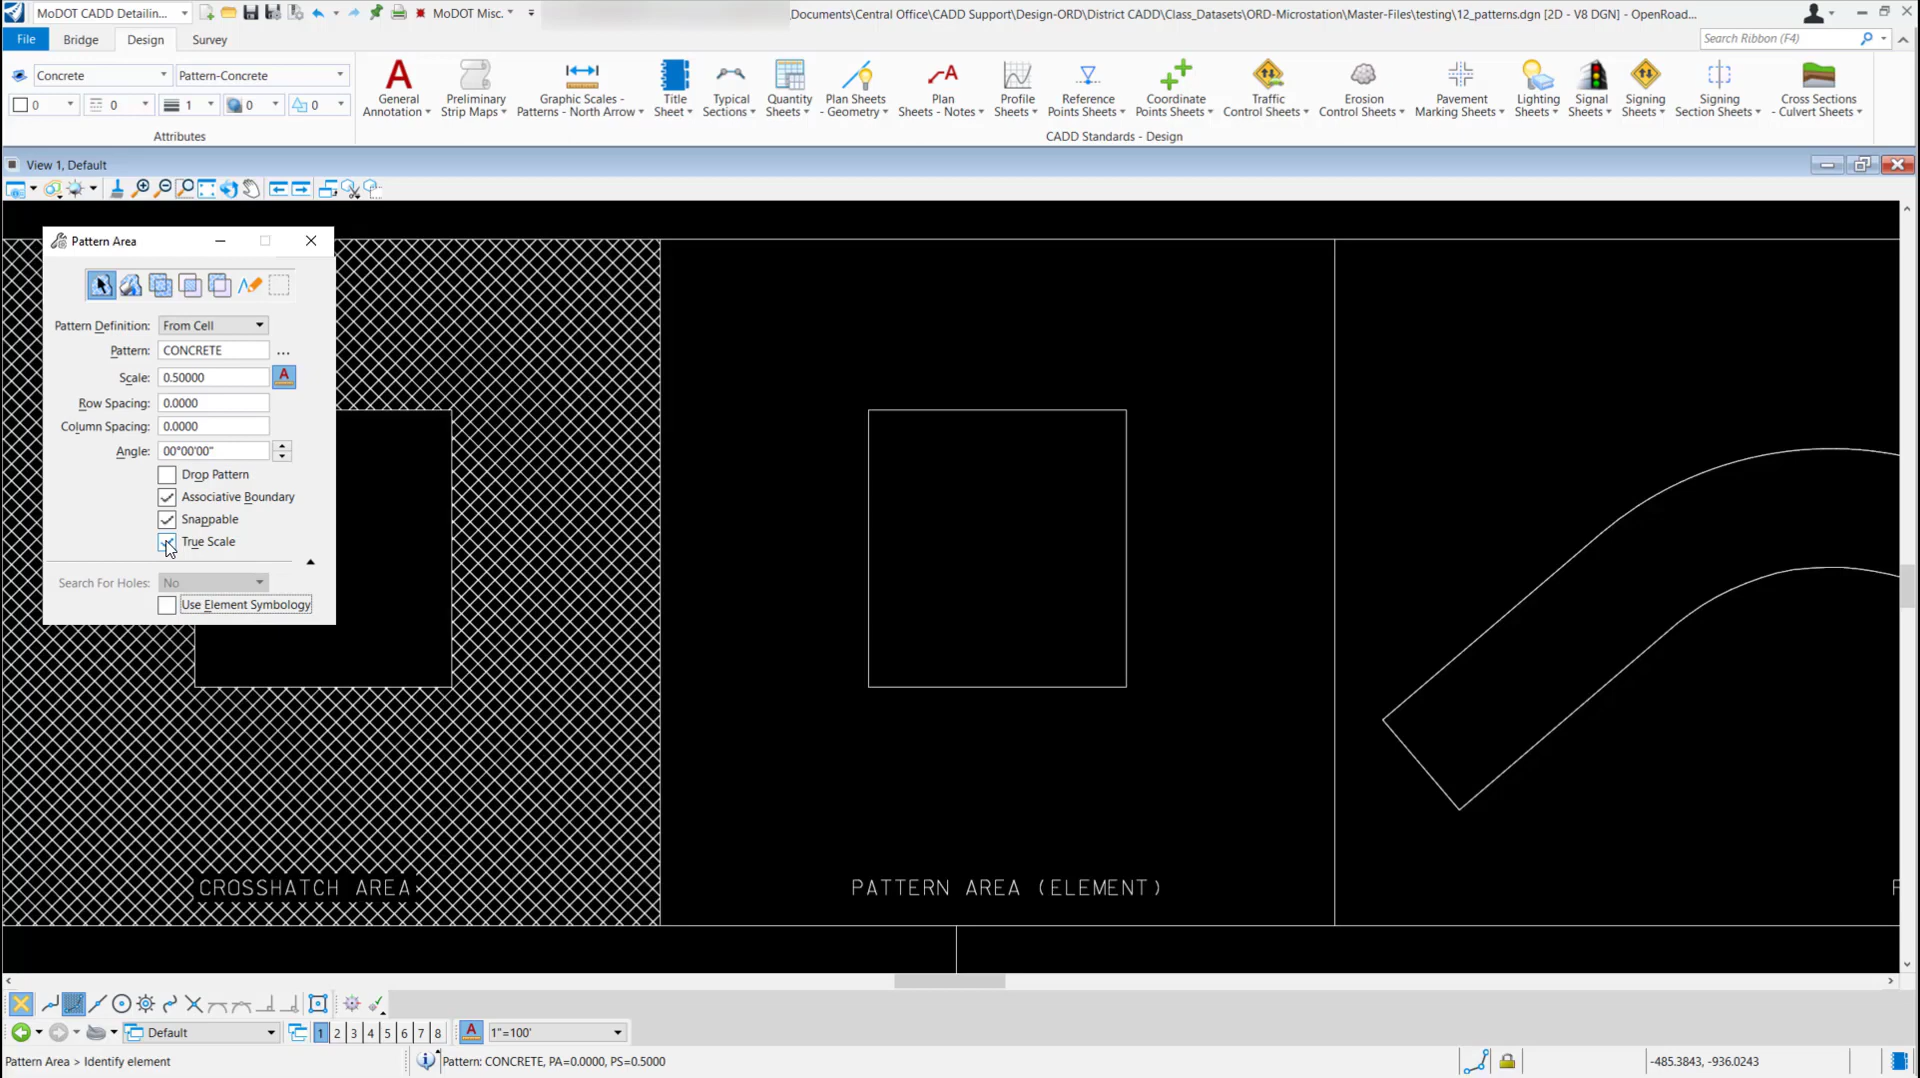 MoDOT CADD Detailin...
MoDOT Misc.
Documents\Central Office\CADD Support\Design-ORD\District CADD\Class_Datasets\ORD-Microstation\Master-Files\testing\12_patterns.dgn [2D - V8 DGN] - OpenRoad...
File
Bridge
Design
Survey
Search Ribbon (F4)
Concrete
Pattern-Concrete
0
0
1
0
0
Attributes
General Annotation
Preliminary Strip Maps
Graphic Scales - Patterns - North Arrow
Title Sheet
Typical Sections
Quantity Sheets
Plan Sheets - Geometry
Plan Sheets - Notes
Profile Sheets
Reference Points Sheets
Coordinate Points Sheets
Traffic Control Sheets
Erosion Control Sheets
Pavement Marking Sheets
Lighting Sheets
Signal Sheets
Signing Sheets
Signing Section Sheets
Cross Sections - Culvert Sheets
CADD Standards - Design
View 1, Default
Pattern Area
Pattern Definition: From Cell
Pattern: CONCRETE ...
Scale: 0.50000
Row Spacing: 0.0000
Column Spacing: 0.0000
Angle: 00°00'00"
Drop Pattern
Associative Boundary
Snappable
True Scale
Search For Holes: No
Use Element Symbology
CROSSHATCH AREA
PATTERN AREA (ELEMENT)
Default
1 2 3 4 5 6 7 8
1"=100'
Pattern Area > Identify element
Pattern: CONCRETE, PA=0.0000, PS=0.5000
-485.3843, -936.0243